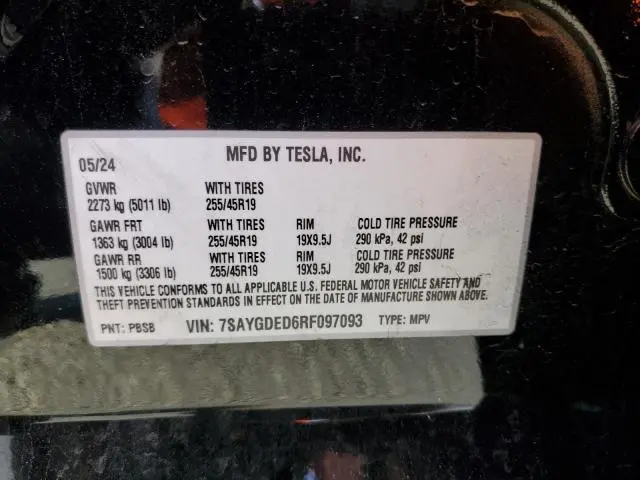 MFD BY TESLA, INC.
05/24
GVWR WITH TIRES
2273 kg (5011 lb) 255/45R19
GAWR FRT WITH TIRES RIM COLD TIRE PRESSURE
1363 kg (3004 lb) 255/45R19 19X9.5J 290 kPa, 42 psi
GAWR RR WITH TIRES RIM COLD TIRE PRESSURE
1500 kg (3306 lb) 255/45R19 19X9.5J 290 kPa, 42 psi
THIS VEHICLE CONFORMS TO ALL APPLICABLE U.S. FEDERAL MOTOR VEHICLE SAFETY AND
THEFT PREVENTION STANDARDS IN EFFECT ON THE DATE OF MANUFACTURE SHOWN ABOVE.
PNT: PBSB VIN: 7SAYGDED6RF097093 TYPE: MPV